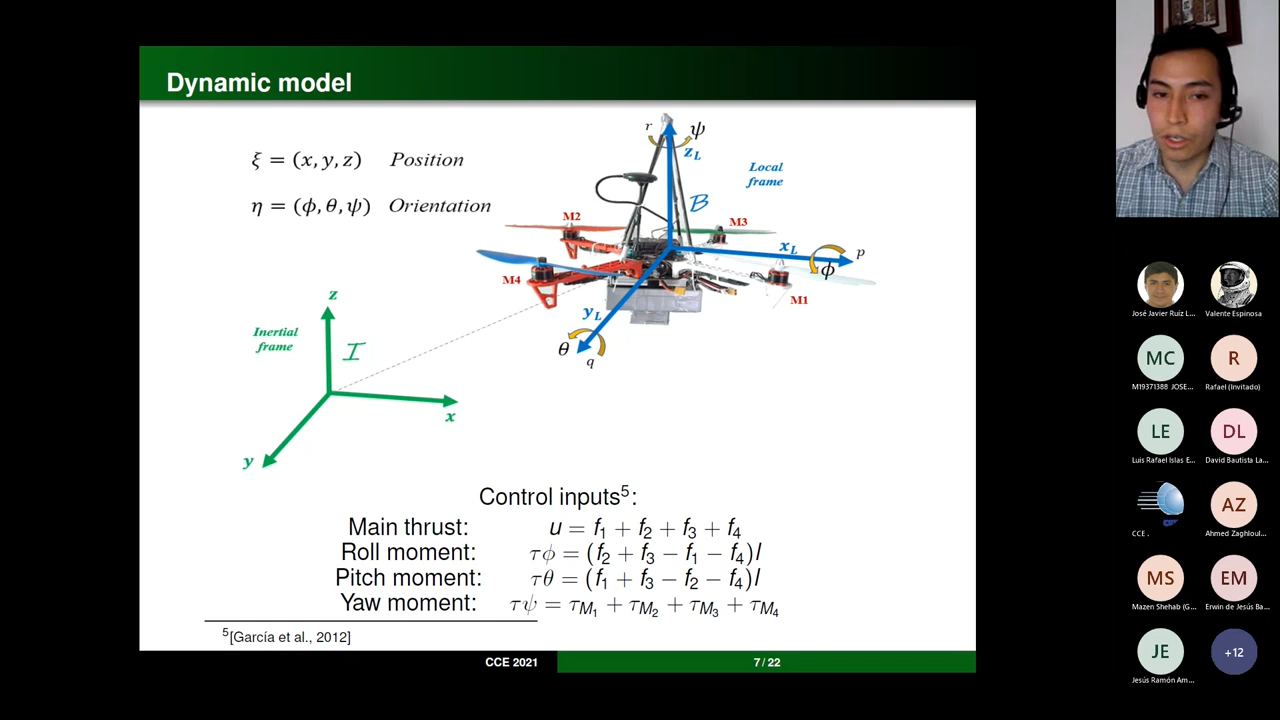 Dynamic model
ξ = (x, y, z) Position
η = (ϕ, θ, ψ) Orientation
r
ψ
z_L
Local
frame
B
M2
M3
x_L
p
ϕ
M4
M1
y_L
θ
q
z
Inertial
frame
I
x
y
Control inputs⁵:
Main thrust: u = f₁ + f₂ + f₃ + f₄
Roll moment: τϕ = (f₂ + f₃ − f₁ − f₄)l
Pitch moment: τθ = (f₁ + f₃ − f₂ − f₄)l
Yaw moment: τψ = τ_M₁ + τ_M₂ + τ_M₃ + τ_M₄
⁵[García et al., 2012]
CCE 2021
7 / 22
José Javier Ruíz L...
Valente Espinosa
MC
R
M19371388 JOSE...
Rafael (Invitado)
LE
DL
Luis Rafael Islas E...
David Bautista La...
AZ
CCE .
Ahmed Zaghloul...
MS
EM
Mazen Shehab (G...
Erwin de Jesús Ba...
JE
+12
Jesús Ramón Am...